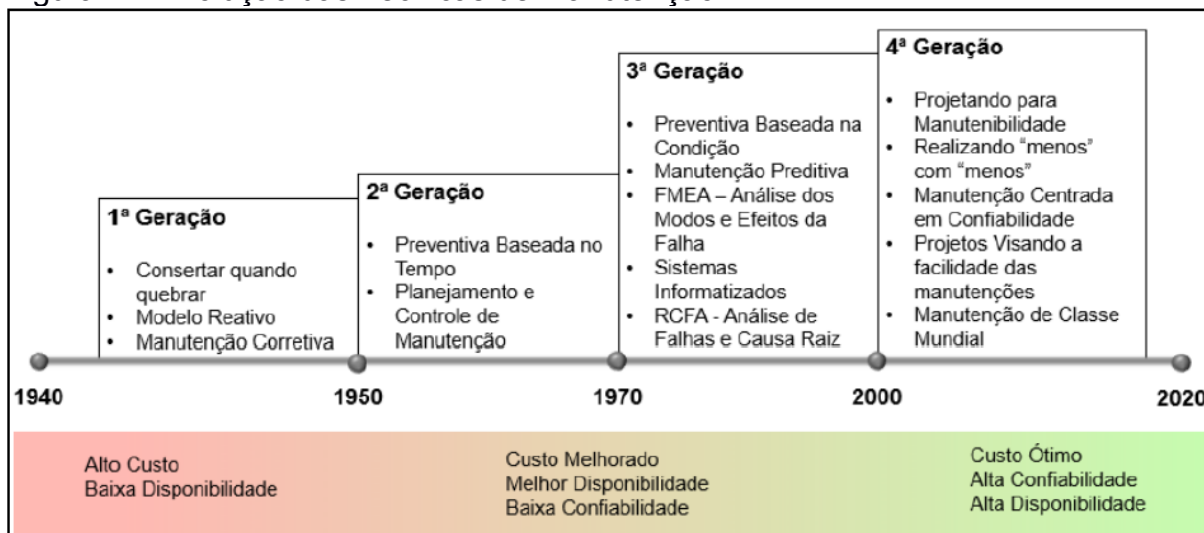 1ª Geração
• Consertar quando
quebrar
• Modelo Reativo
• Manutenção Corretiva
2ª Geração
• Preventiva Baseada no
Tempo
• Planejamento e
Controle de
Manutenção
3ª Geração
• Preventiva Baseada na
Condição
• Manutenção Preditiva
• FMEA – Análise dos
Modos e Efeitos da
Falha
• Sistemas
Informatizados
• RCFA - Análise de
Falhas e Causa Raiz
4ª Geração
• Projetando para
Manutenibilidade
• Realizando “menos”
com “menos”
• Manutenção Centrada
em Confiabilidade
• Projetos Visando a
facilidade das
manutenções
• Manutenção de Classe
Mundial
1940 1950 1970 2000 2020
Alto Custo
Baixa Disponibilidade
Custo Melhorado
Melhor Disponibilidade
Baixa Confiabilidade
Custo Ótimo
Alta Confiabilidade
Alta Disponibilidade